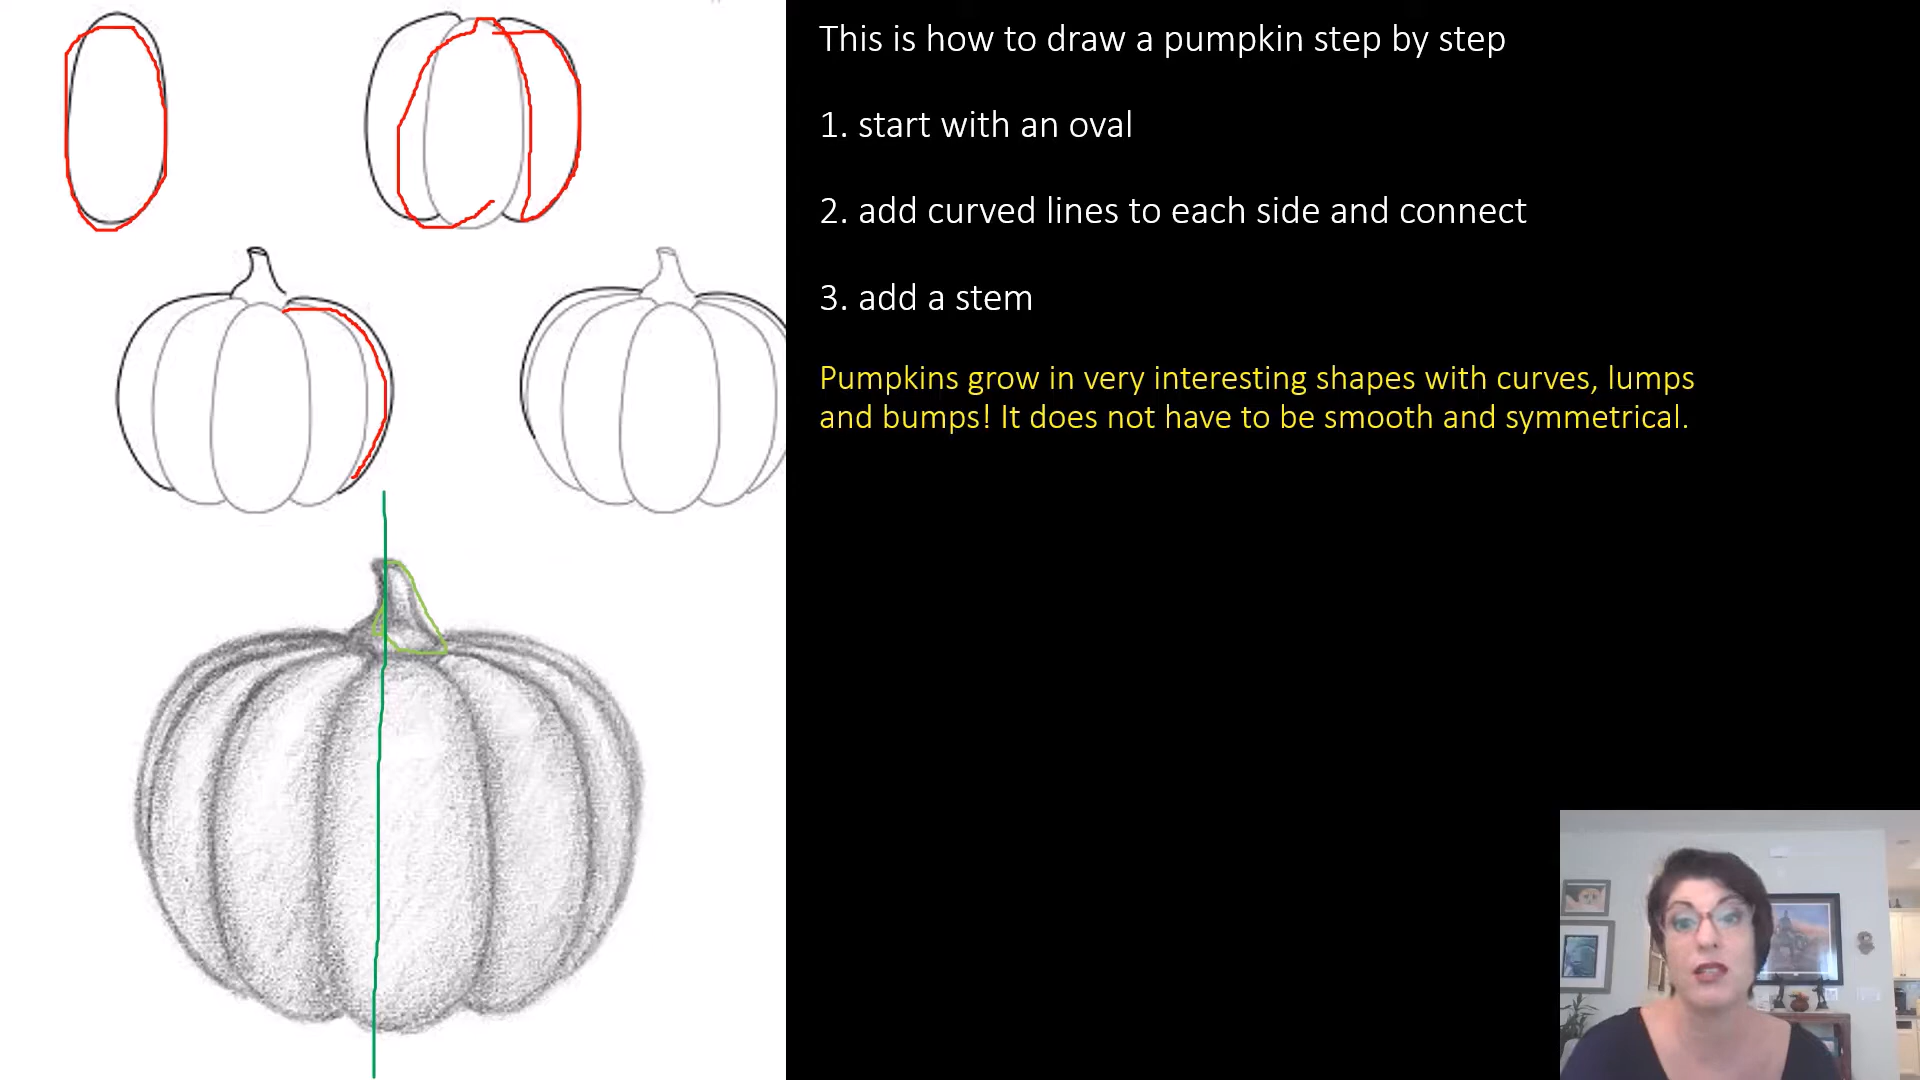 This is how to draw a pumpkin step by step
1. start with an oval
2. add curved lines to each side and connect
3. add a stem
Pumpkins grow in very interesting shapes with curves, lumps
and bumps! It does not have to be smooth and symmetrical.